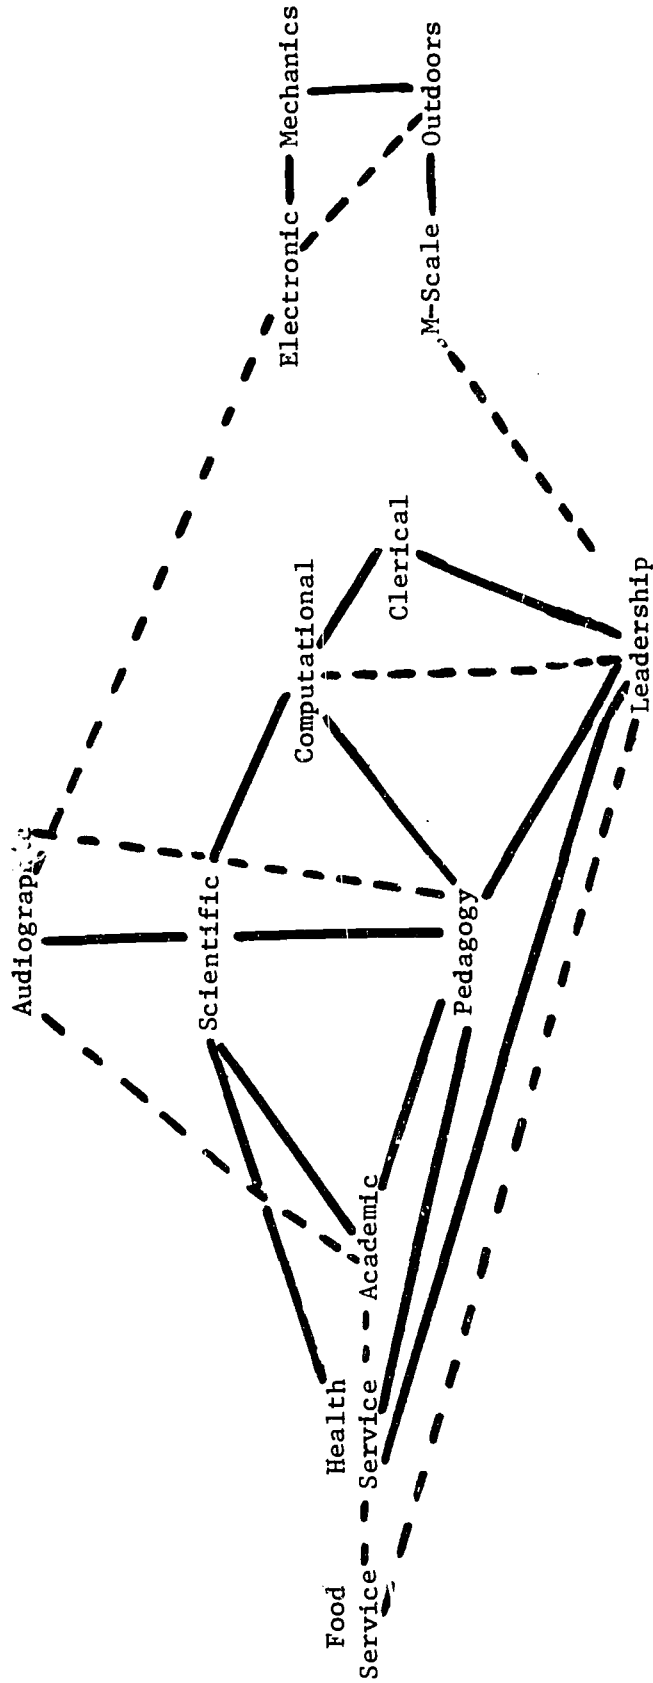 Scientific
Electronic
Mechanics
Computational
Food
Service
Health
Service
Academic
Clerical
M-Scale
Outdoors
Pedagogy
Leadership